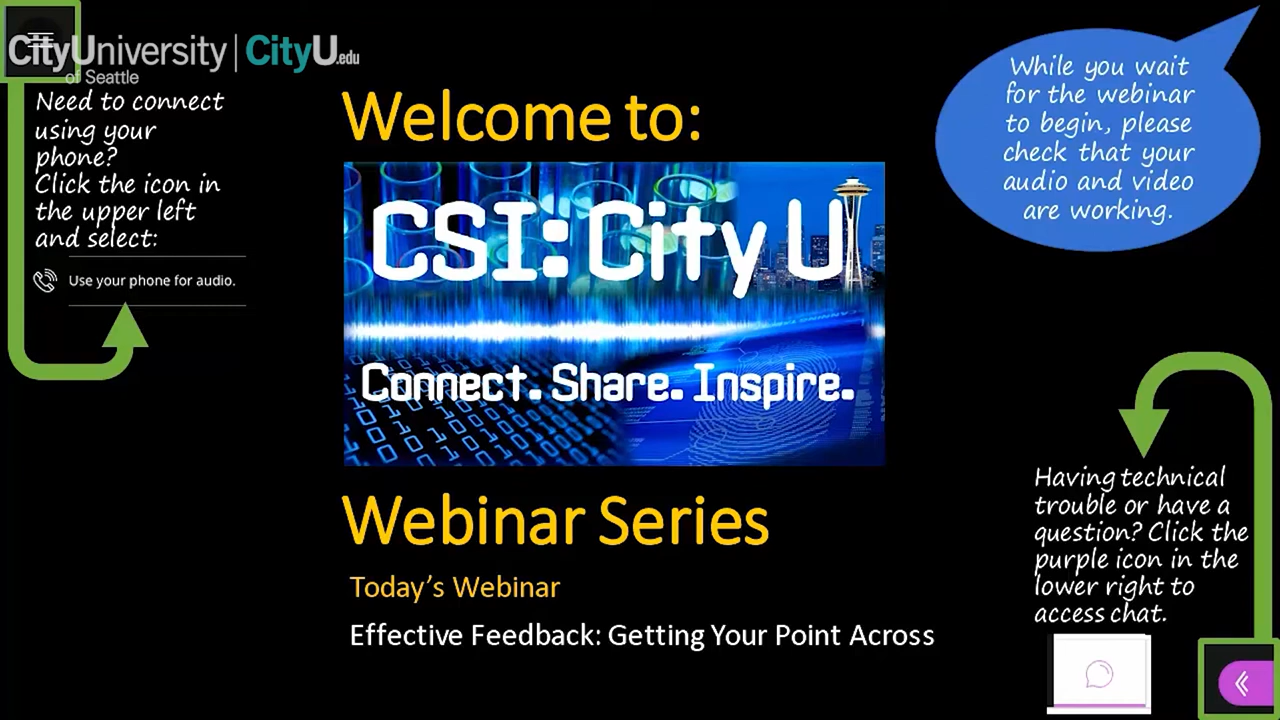 CityUniversity | CityU.edu
of Seattle
Need to connect
using your
phone?
Click the icon in
the upper left
and select:
Use your phone for audio.
Welcome to:
CSI: City U
Connect. Share. Inspire.
Webinar Series
Today's Webinar
Effective Feedback: Getting Your Point Across
While you wait
for the webinar
to begin, please
check that your
audio and video
are working.
Having technical
trouble or have a
question? Click the
purple icon in the
lower right to
access chat.